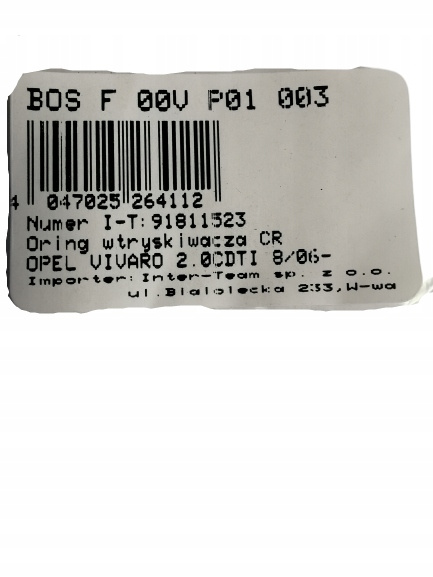 BOS F 00V P01 003
4 047025 264112
Numer I-T:91811523
Oring wtryskiwacza CR
OPEL VIVARO 2.0CDTI 8/06-
Importer: Inter-Team sp. z o.o.
ul.Bialolecka 233,W-wa